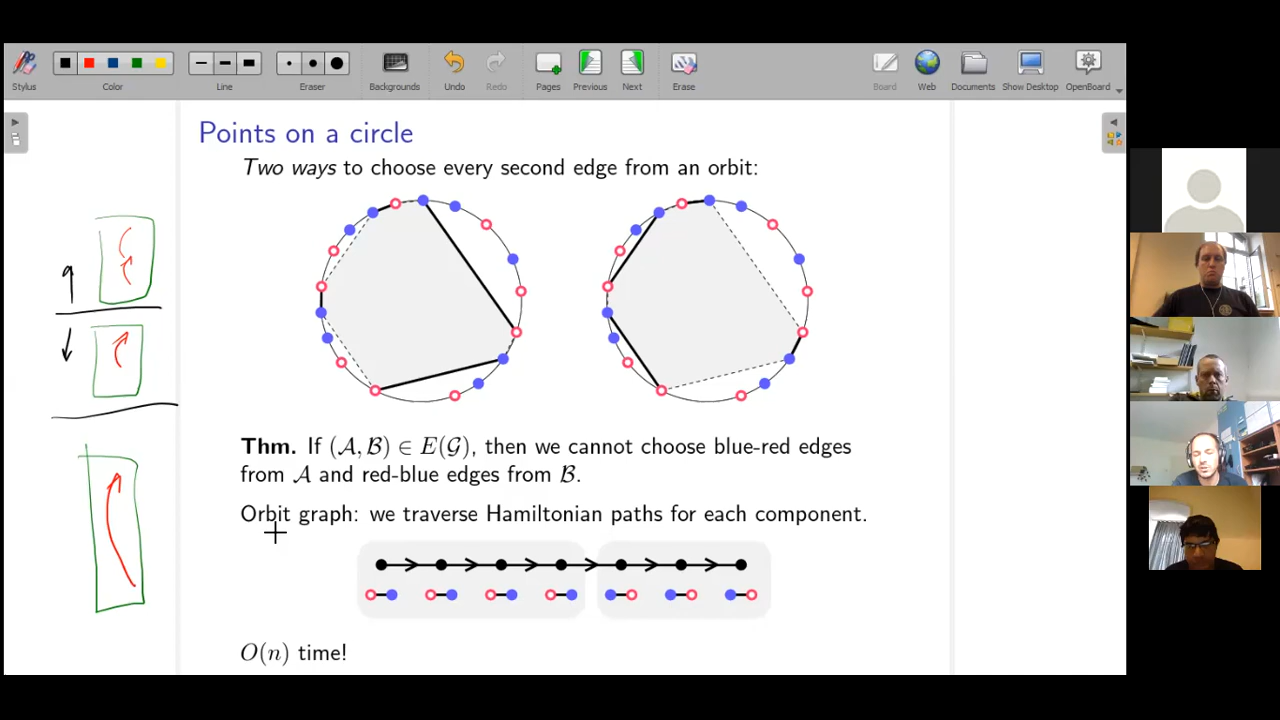 Stylus
Color
Line
Eraser
Backgrounds
Undo
Redo
Pages
Previous
Next
Erase
Board
Web
Documents
Show Desktop
OpenBoard
Points on a circle
Two ways to choose every second edge from an orbit:
Thm. If (𝒜, ℬ) ∈ E(𝒢), then we cannot choose blue-red edges
from 𝒜 and red-blue edges from ℬ.
Orbit graph: we traverse Hamiltonian paths for each component.
O(n) time!